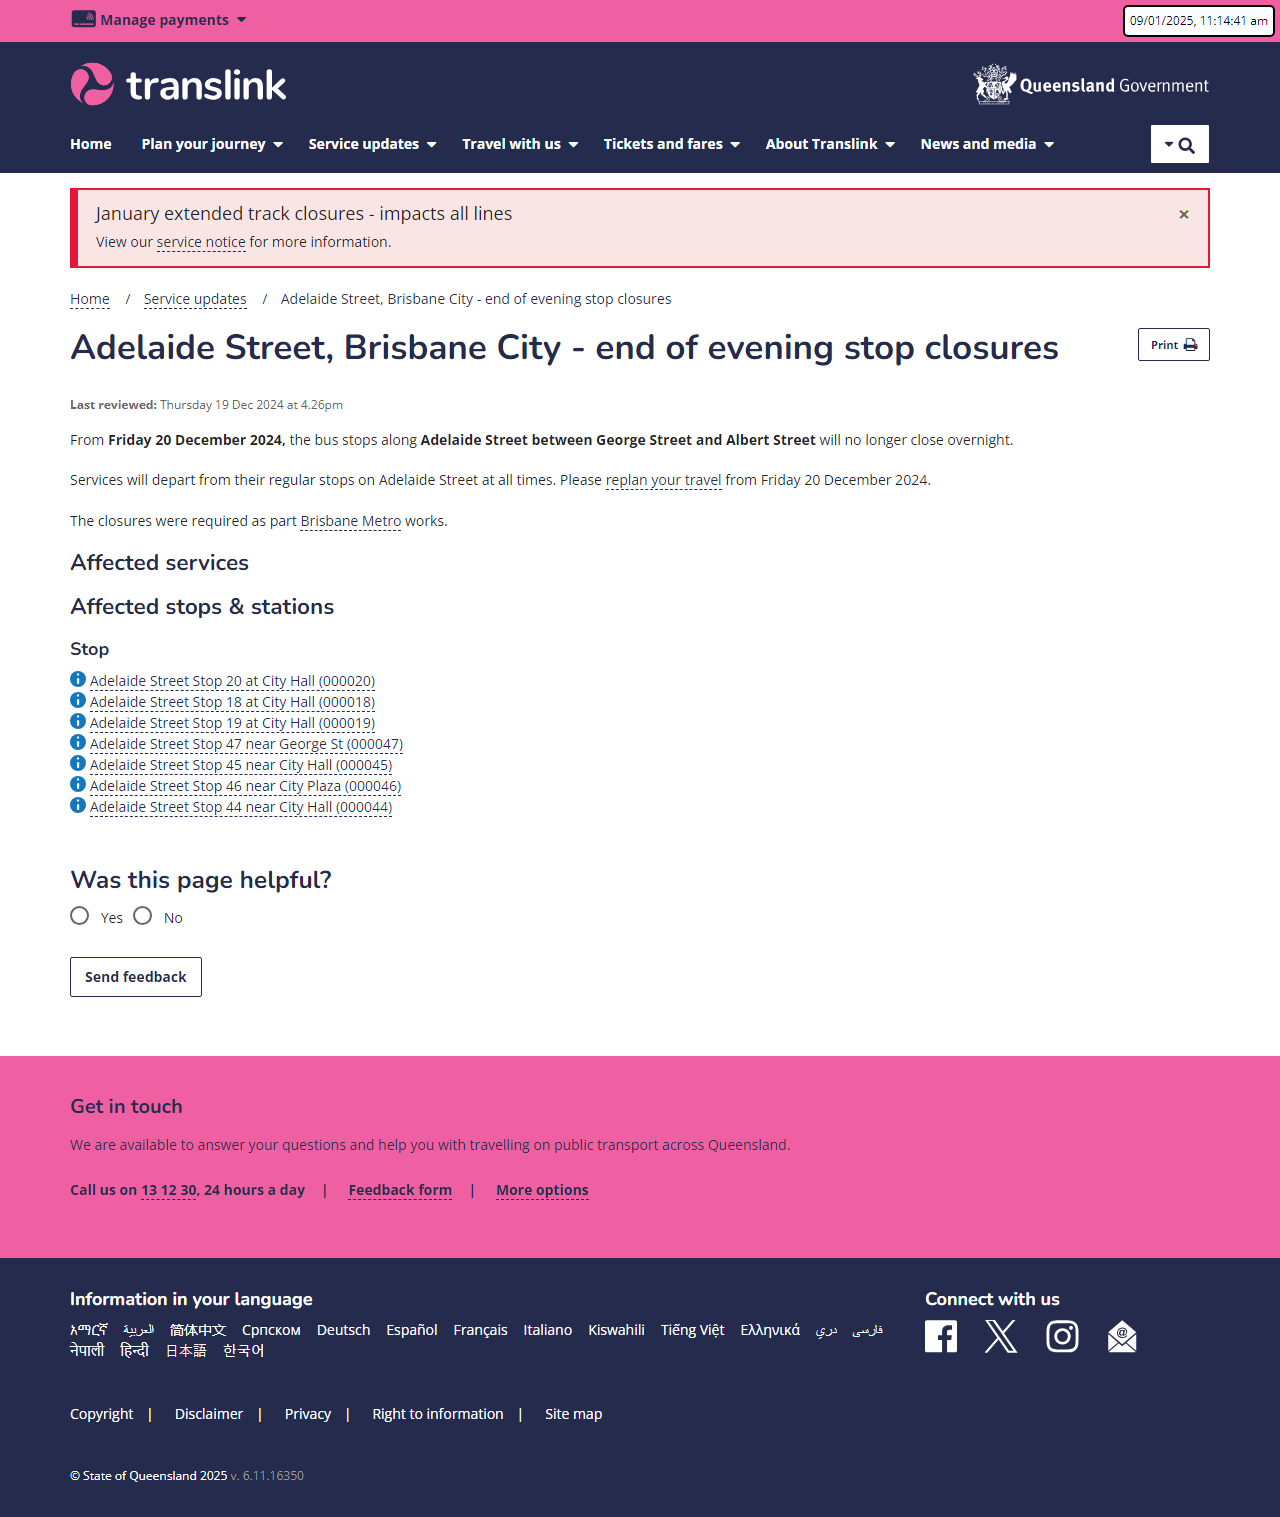 Manage payments
09/01/2025, 11:14:41 am
translink
Queensland Government
Home Plan your journey Service updates Travel with us Tickets and fares About Translink News and media
January extended track closures - impacts all lines ×
View our service notice for more information.
Home / Service updates / Adelaide Street, Brisbane City - end of evening stop closures
Adelaide Street, Brisbane City - end of evening stop closures
Print
Last reviewed: Thursday 19 Dec 2024 at 4.26pm
From Friday 20 December 2024, the bus stops along Adelaide Street between George Street and Albert Street will no longer close overnight.
Services will depart from their regular stops on Adelaide Street at all times. Please replan your travel from Friday 20 December 2024.
The closures were required as part Brisbane Metro works.
Affected services
Affected stops & stations
Stop
Adelaide Street Stop 20 at City Hall (000020)
Adelaide Street Stop 18 at City Hall (000018)
Adelaide Street Stop 19 at City Hall (000019)
Adelaide Street Stop 47 near George St (000047)
Adelaide Street Stop 45 near City Hall (000045)
Adelaide Street Stop 46 near City Plaza (000046)
Adelaide Street Stop 44 near City Hall (000044)
Was this page helpful?
Yes No
Send feedback
Get in touch
We are available to answer your questions and help you with travelling on public transport across Queensland.
Call us on 13 12 30, 24 hours a day | Feedback form | More options
Information in your language
አማርኛ العربية 简体中文 Српском Deutsch Español Français Italiano Kiswahili Tiếng Việt Ελληνικά دري فارسی
नेपाली हिन्दी 日本語 한국어
Connect with us
Copyright | Disclaimer | Privacy | Right to information | Site map
© State of Queensland 2025 v. 6.11.16350